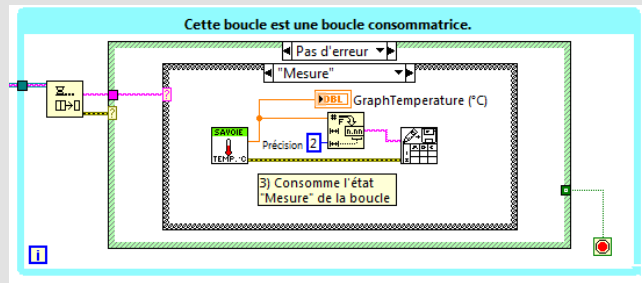 Cette boucle est une boucle consommatrice.
Pas d'erreur
"Mesure"
DBL
GraphTemperature (°C)
SAVOIE
TEMP. °C
Précision
2
#
n.nn
3) Consomme l'état
"Mesure" de la boucle
?
?
i